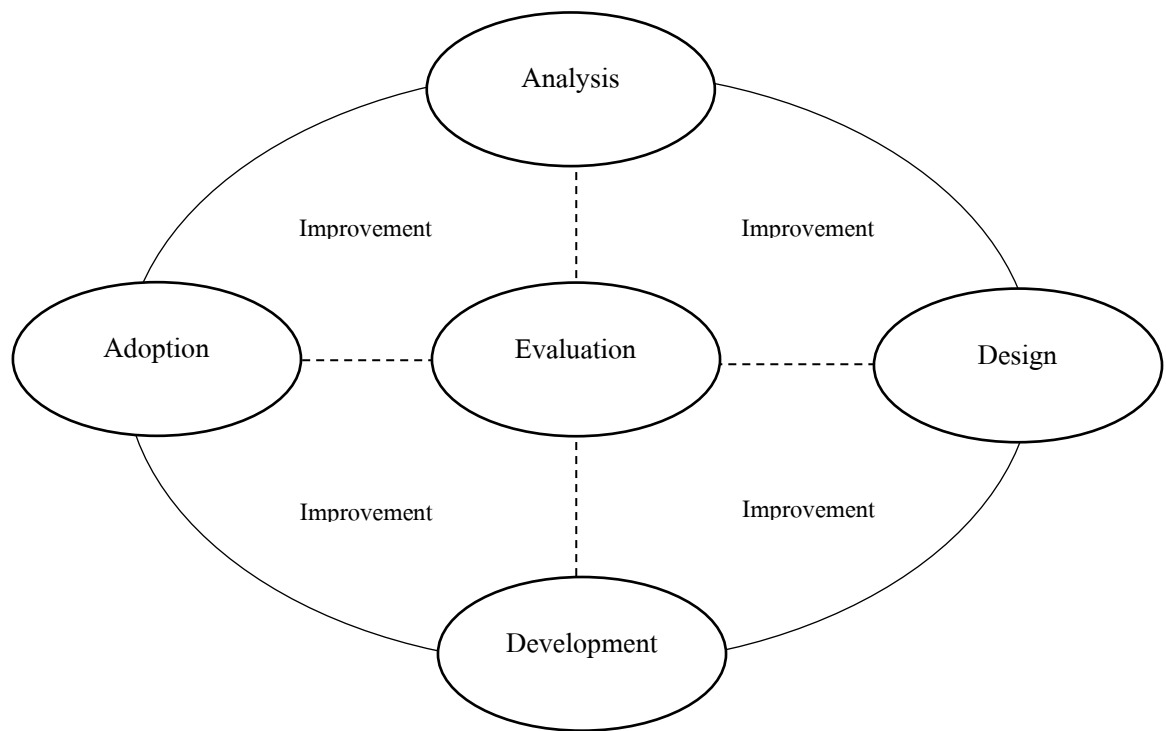 Analysis
Improvement
Improvement
Adoption
Evaluation
Design
Improvement
Improvement
Development